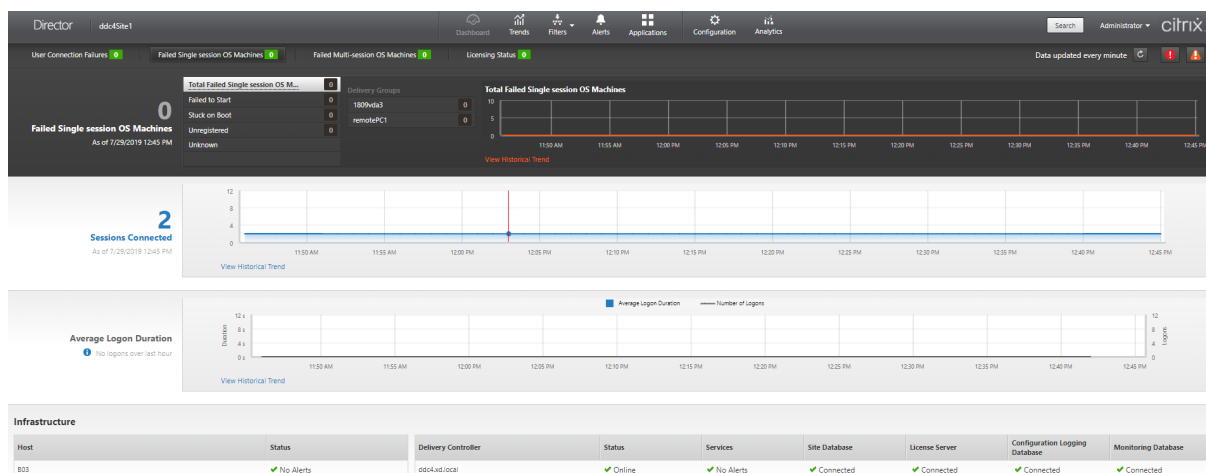 Director ddc4Site1 Dashboard Trends Filters Alerts Applications Configuration Analytics Search Administrator citrix
User Connection Failures 0 Failed Single session OS Machines 0 Failed Multi-session OS Machines 0 Licensing Status 0 Data updated every minute
0
Failed Single session OS Machines
As of 7/29/2019 12:45 PM
Total Failed Single session OS M... 0
Failed to Start 0
Stuck on Boot 0
Unregistered 0
Unknown
Delivery Groups
1809vda3 0
remotePC1 0
Total Failed Single session OS Machines
10
5
0
11:50 AM 11:55 AM 12:00 PM 12:05 PM 12:10 PM 12:15 PM 12:20 PM 12:25 PM 12:30 PM 12:35 PM 12:40 PM 12:45 PM
View Historical Trend
2
Sessions Connected
As of 7/29/2019 12:45 PM
12
8
4
0
11:50 AM 11:55 AM 12:00 PM 12:05 PM 12:10 PM 12:15 PM 12:20 PM 12:25 PM 12:30 PM 12:35 PM 12:40 PM 12:45 PM
View Historical Trend
Average Logon Duration
No logons over last hour
Average Logon Duration Number of Logons
Duration
12 s
8 s
4 s
0 s
12
8
4
0
Logons
11:50 AM 11:55 AM 12:00 PM 12:05 PM 12:10 PM 12:15 PM 12:20 PM 12:25 PM 12:30 PM 12:35 PM 12:40 PM 12:45 PM
View Historical Trend
Infrastructure
Host Status Delivery Controller Status Services Site Database License Server Configuration Logging Database Monitoring Database
B03 No Alerts ddc4.xd.local Online No Alerts Connected Connected Connected Connected